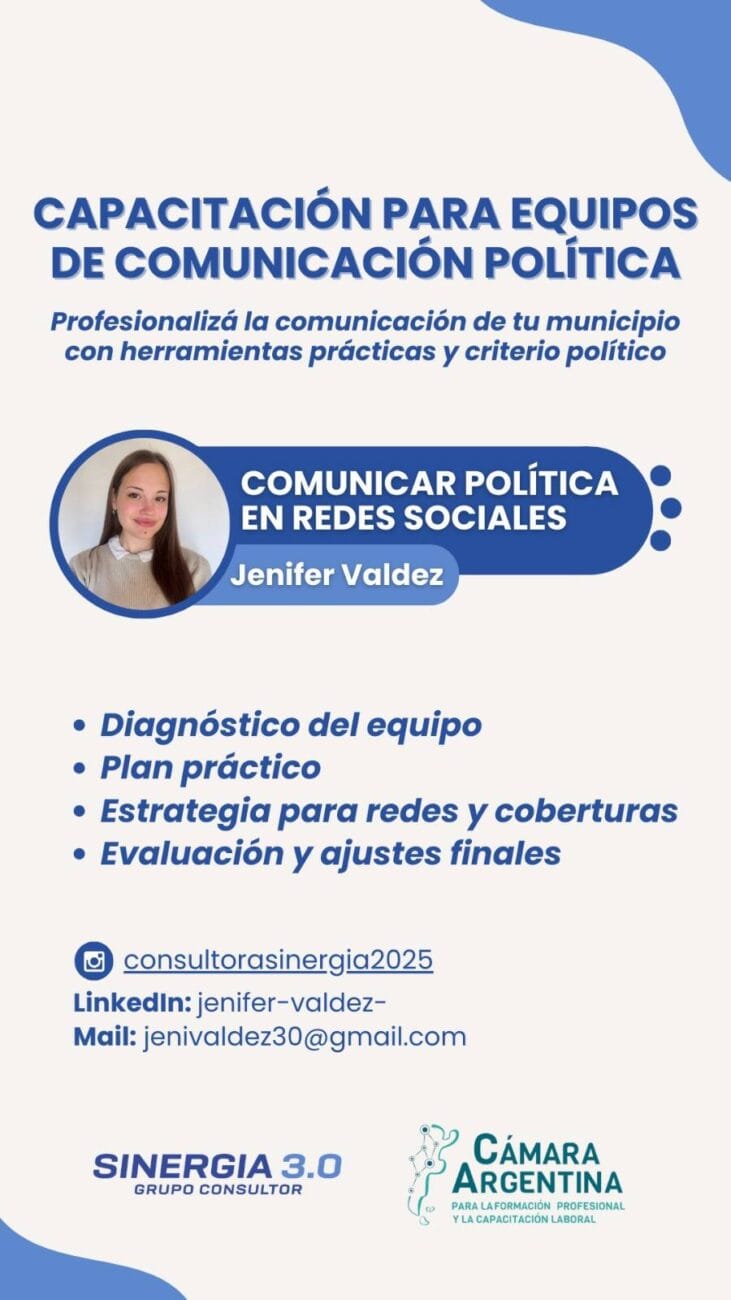 CAPACITACIÓN PARA EQUIPOS
DE COMUNICACIÓN POLÍTICA
Profesionalizá la comunicación de tu municipio
con herramientas prácticas y criterio político
COMUNICAR POLÍTICA
EN REDES SOCIALES
Jenifer Valdez
• Diagnóstico del equipo
• Plan práctico
• Estrategia para redes y coberturas
• Evaluación y ajustes finales
consultorasinergia2025
LinkedIn: jenifer-valdez-
Mail: jenivaldez30@gmail.com
SINERGIA 3.0
GRUPO CONSULTOR
CÁMARA
ARGENTINA
PARA LA FORMACIÓN PROFESIONAL
Y LA CAPACITACIÓN LABORAL